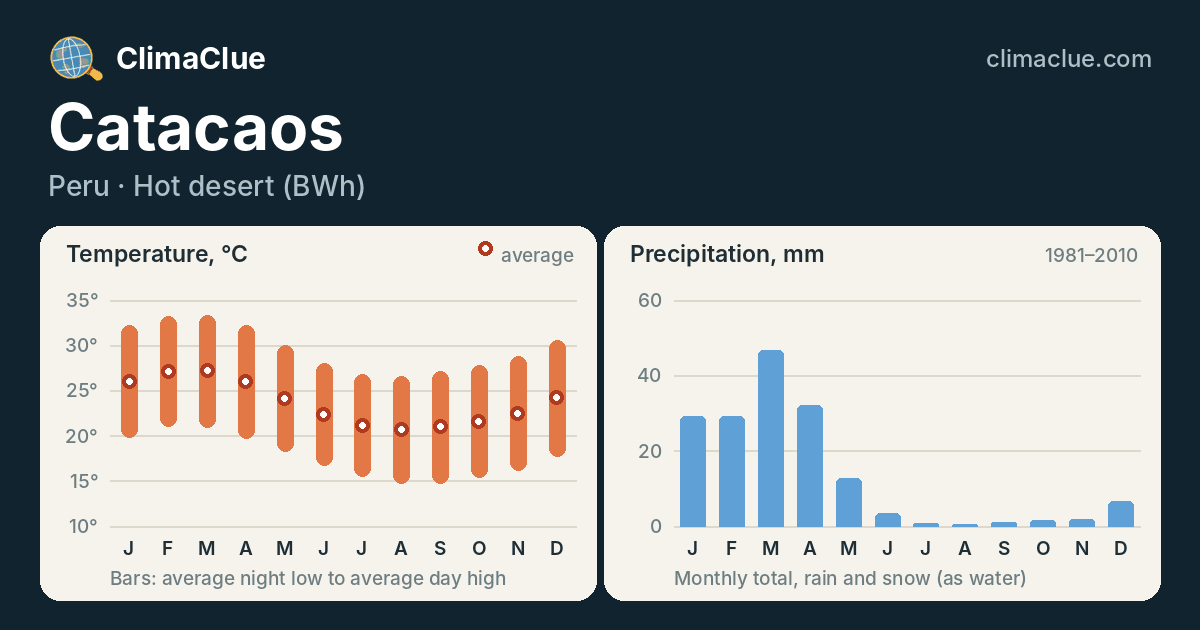 ClimaClue
climaclue.com
Catacaos
Peru · Hot desert (BWh)
Temperature, °C
average
35°
30°
25°
20°
15°
10°
J F M A M J J A S O N D
Bars: average night low to average day high
Precipitation, mm
1981–2010
60
40
20
0
J F M A M J J A S O N D
Monthly total, rain and snow (as water)